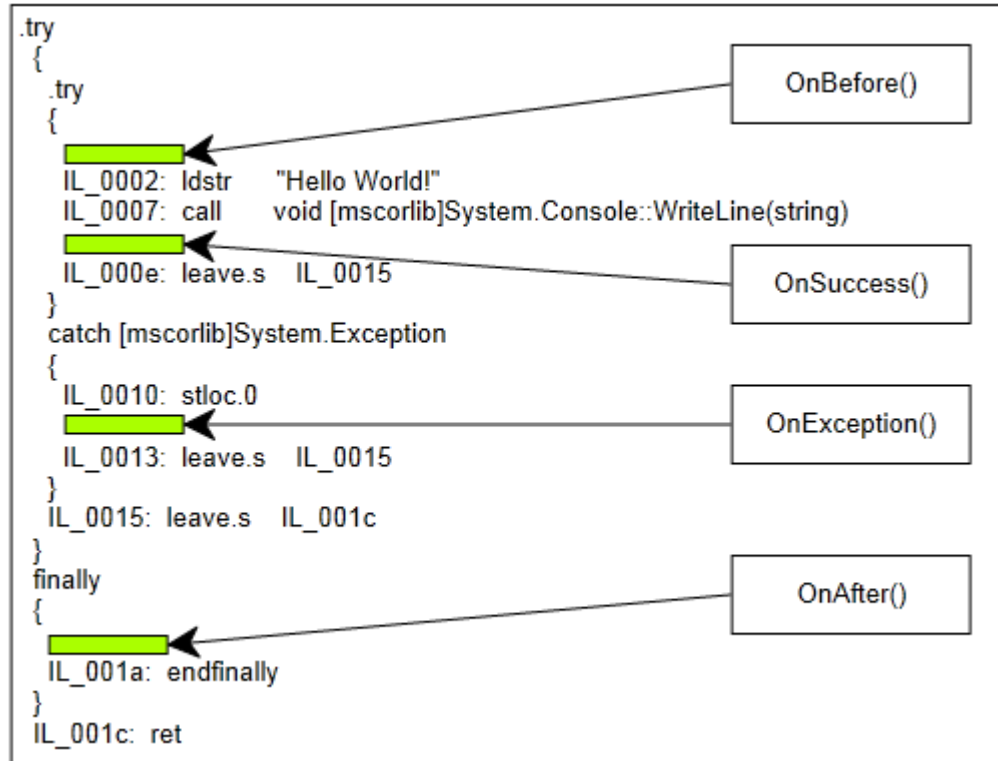 .try
{
.try
{
OnBefore()
IL_0002: ldstr "Hello World!"
IL_0007: call void [mscorlib]System.Console::WriteLine(string)
OnSuccess()
IL_000e: leave.s IL_0015
}
catch [mscorlib]System.Exception
{
IL_0010: stloc.0
OnException()
IL_0013: leave.s IL_0015
}
IL_0015: leave.s IL_001c
}
finally
{
OnAfter()
IL_001a: endfinally
}
IL_001c: ret